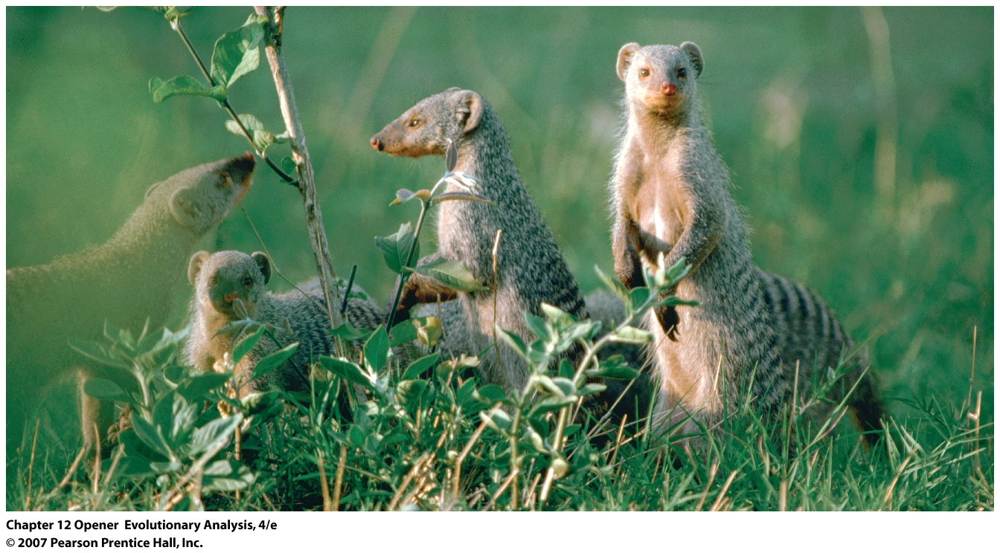 Chapter 12 Opener  Evolutionary Analysis, 4/e
© 2007 Pearson Prentice Hall, Inc.